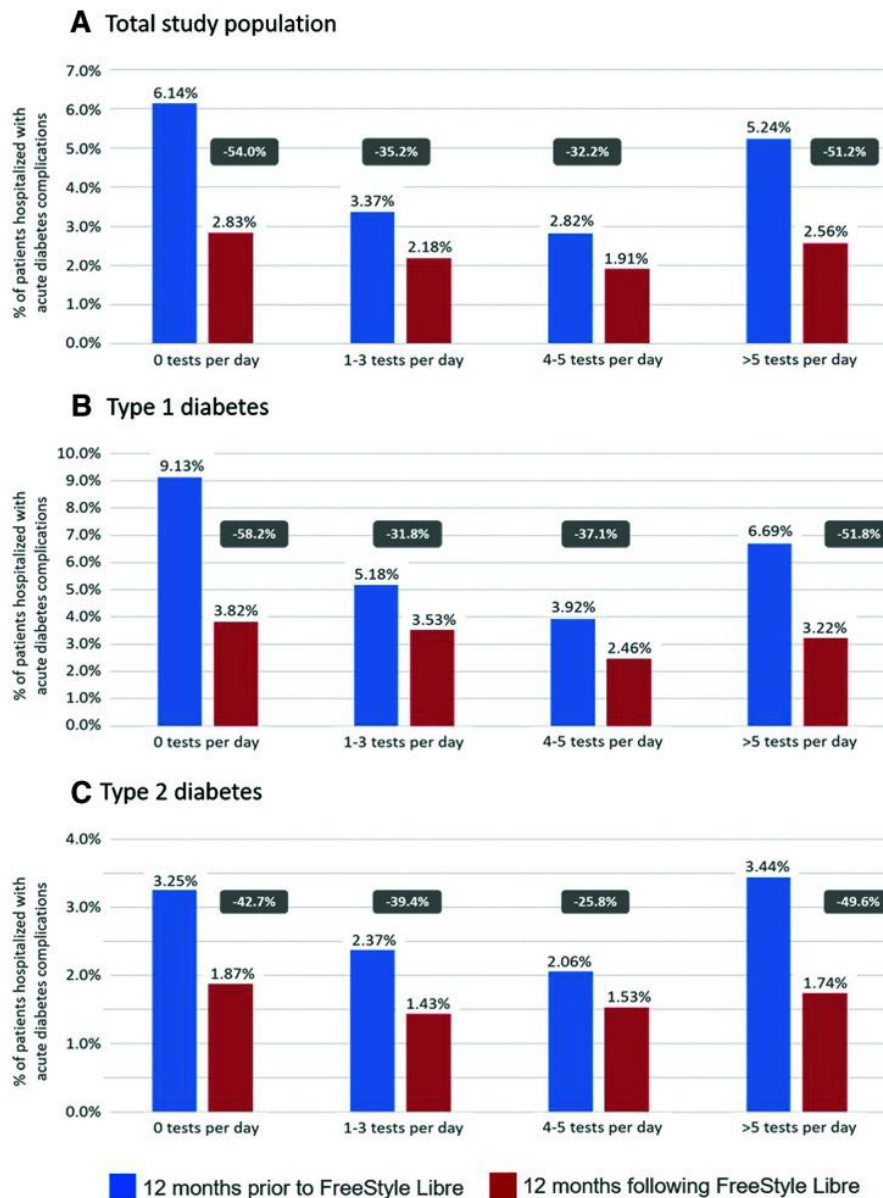 A Total study population
% of patients hospitalized with
acute diabetes complications
7.0%
6.0%
5.0%
4.0%
3.0%
2.0%
1.0%
0.0%
6.14%
2.83%
-54.0%
3.37%
2.18%
-35.2%
2.82%
1.91%
-32.2%
5.24%
2.56%
-51.2%
0 tests per day
1-3 tests per day
4-5 tests per day
>5 tests per day
B Type 1 diabetes
% of patients hospitalized with
acute diabetes complications
10.0%
9.0%
8.0%
7.0%
6.0%
5.0%
4.0%
3.0%
2.0%
1.0%
0.0%
9.13%
3.82%
-58.2%
5.18%
3.53%
-31.8%
3.92%
2.46%
-37.1%
6.69%
3.22%
-51.8%
0 tests per day
1-3 tests per day
4-5 tests per day
>5 tests per day
C Type 2 diabetes
% of patients hospitalized with
acute diabetes complications
4.0%
3.0%
2.0%
1.0%
0.0%
3.25%
1.87%
-42.7%
2.37%
1.43%
-39.4%
2.06%
1.53%
-25.8%
3.44%
1.74%
-49.6%
0 tests per day
1-3 tests per day
4-5 tests per day
>5 tests per day
12 months prior to FreeStyle Libre
12 months following FreeStyle Libre